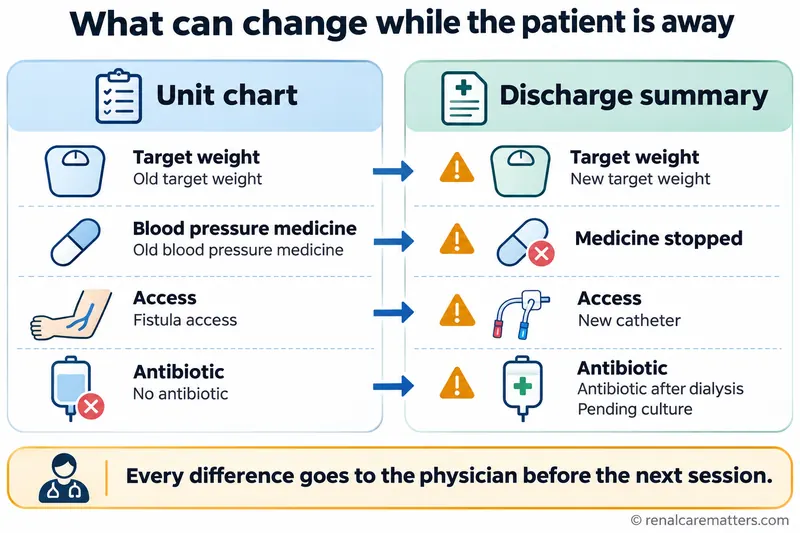 What can change while the patient is away
Unit chart
Target weight
Old target weight
Blood pressure medicine
Old blood pressure medicine
Access
Fistula access
Antibiotic
No antibiotic
Discharge summary
Target weight
New target weight
Medicine stopped
Access
New catheter
Antibiotic
Antibiotic after dialysis
Pending culture
Every difference goes to the physician before the next session.
© renalcarematters.com